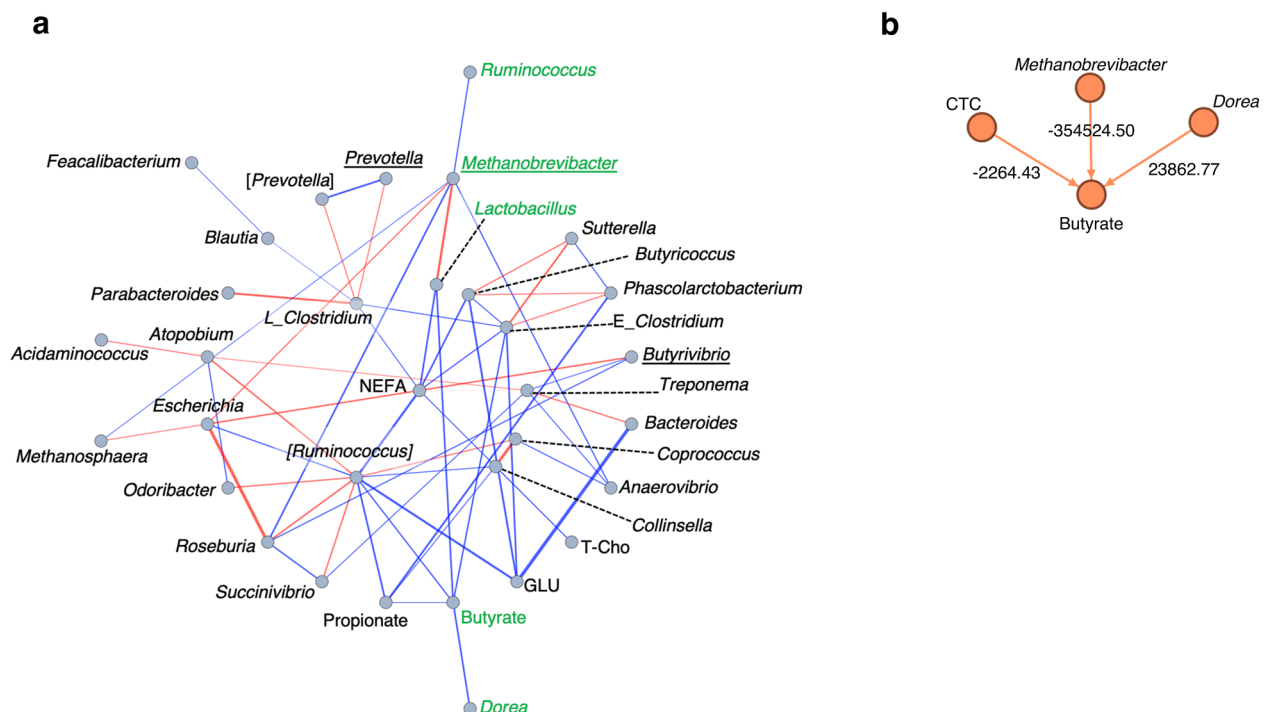 a
b
Ruminococcus
Methanobrevibacter
CTC
Dorea
-354524.50
-2264.43
23862.77
Butyrate
Feacalibacterium
Prevotella
[Prevotella]
Methanobrevibacter
Lactobacillus
Sutterella
Blautia
Butyricoccus
Parabacteroides
Phascolarctobacterium
L_Clostridium
E_Clostridium
Atopobium
Acidaminococcus
Butyrivibrio
NEFA
Treponema
Escherichia
Bacteroides
Methanosphaera
[Ruminococcus]
Coprococcus
Odoribacter
Anaerovibrio
Collinsella
Roseburia
T-Cho
Succinivibrio
GLU
Propionate
Butyrate
Dorea